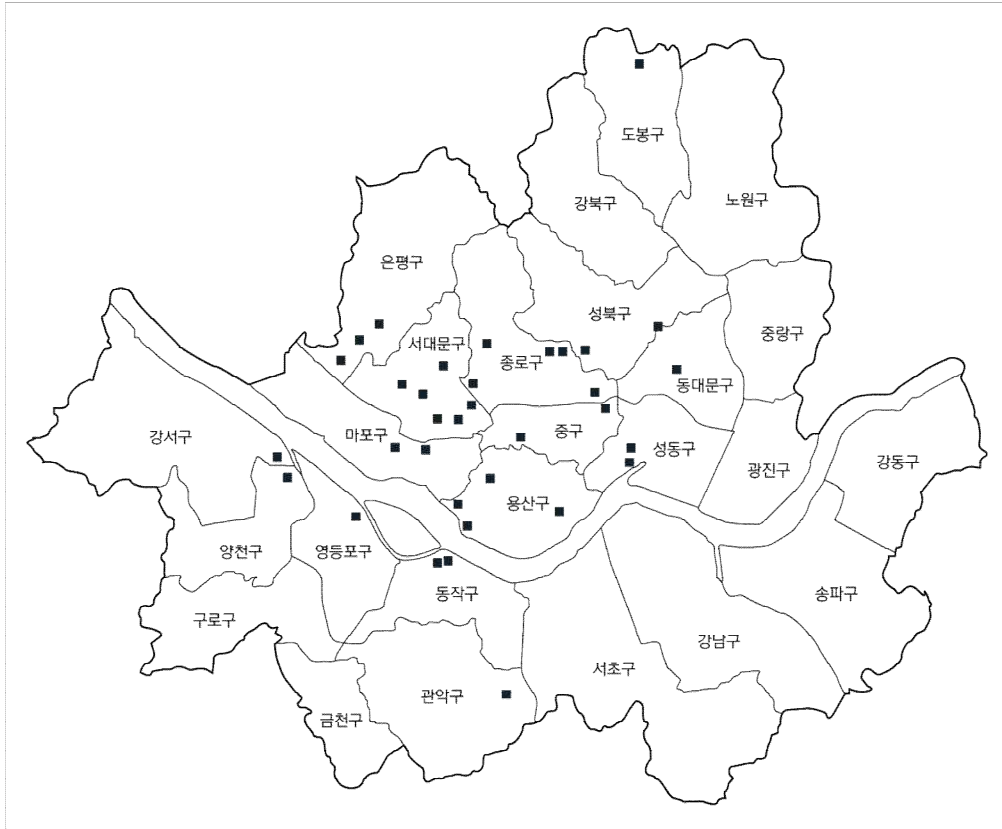 도봉구
노원구
강북구
은평구
성북구
중랑구
서대문구
종로구
동대문구
강서구
마포구
중구
성동구
광진구
강동구
용산구
양천구
영등포구
동작구
송파구
구로구
강남구
서초구
관악구
금천구